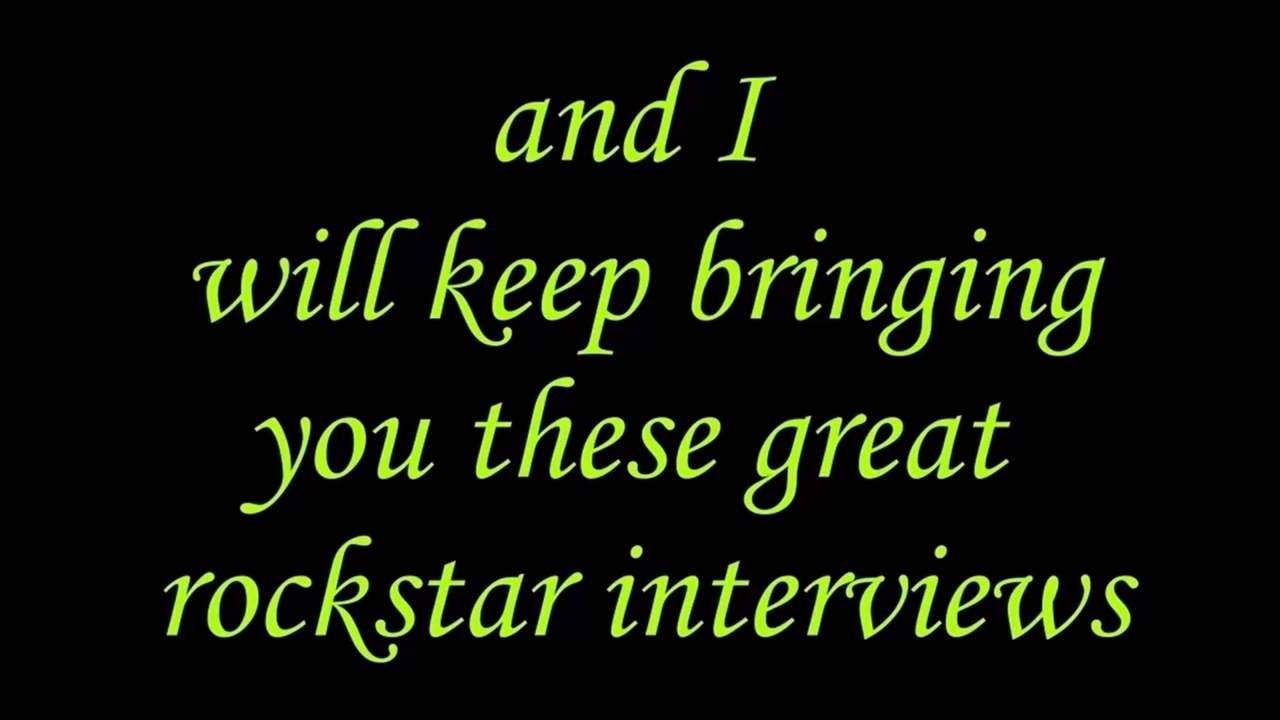 and I
will keep bringing
you these great
rockstar interviews